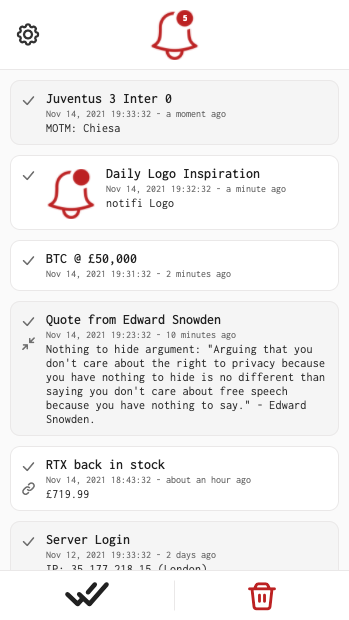 5
Juventus 3 Inter 0
Nov 14, 2021 19:33:32 - a moment ago
MOTM: Chiesa
Daily Logo Inspiration
Nov 14, 2021 19:32:32 - a minute ago
notifi Logo
BTC @ £50,000
Nov 14, 2021 19:31:32 - 2 minutes ago
Quote from Edward Snowden
Nov 14, 2021 19:23:32 - 10 minutes ago
Nothing to hide argument: "Arguing that you
don't care about the right to privacy because
you have nothing to hide is no different than
saying you don't care about free speech
because you have nothing to say." - Edward
Snowden.
RTX back in stock
Nov 14, 2021 18:43:32 - about an hour ago
£719.99
Server Login
Nov 12, 2021 19:33:32 - 2 days ago
IP: 35.177.218.15 (London)